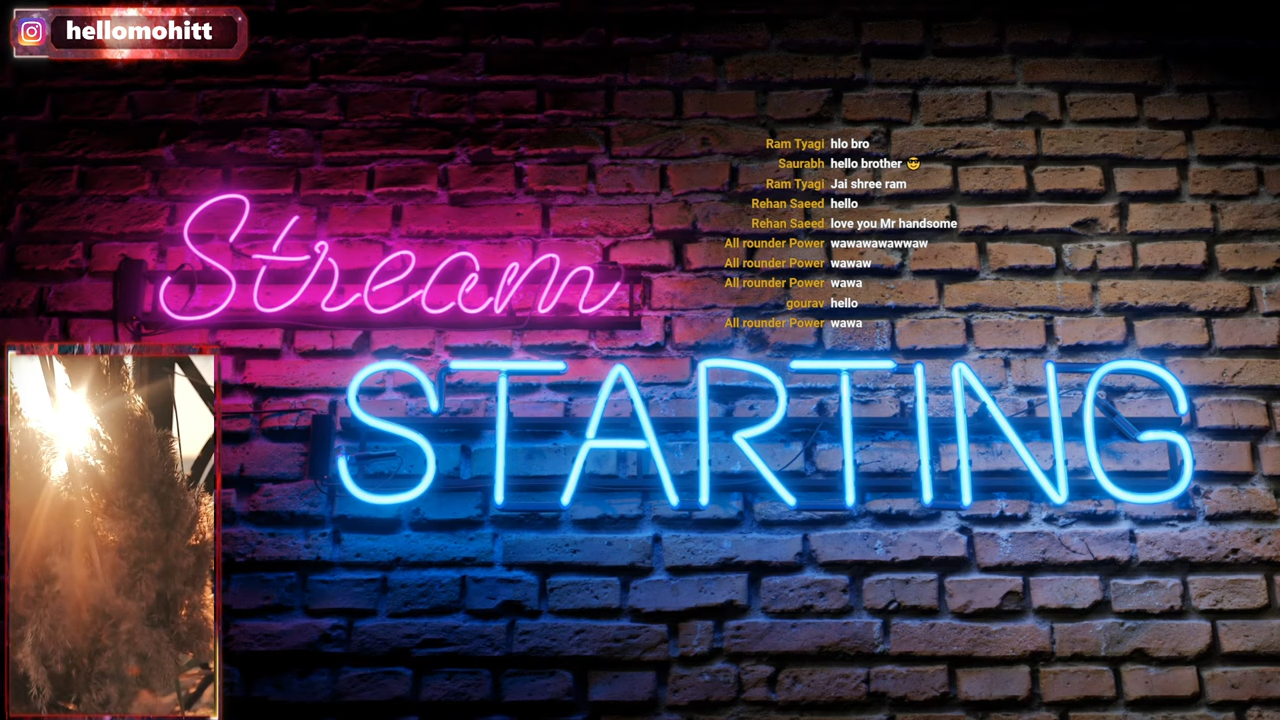 hellomohitt
Ram Tyagi hlo bro
Saurabh hello brother 😎
Ram Tyagi Jai shree ram
Rehan Saeed hello
Rehan Saeed love you Mr handsome
All rounder Power wawawawawwaw
All rounder Power wawaw
All rounder Power wawa
gourav hello
All rounder Power wawa
Stream
STARTING